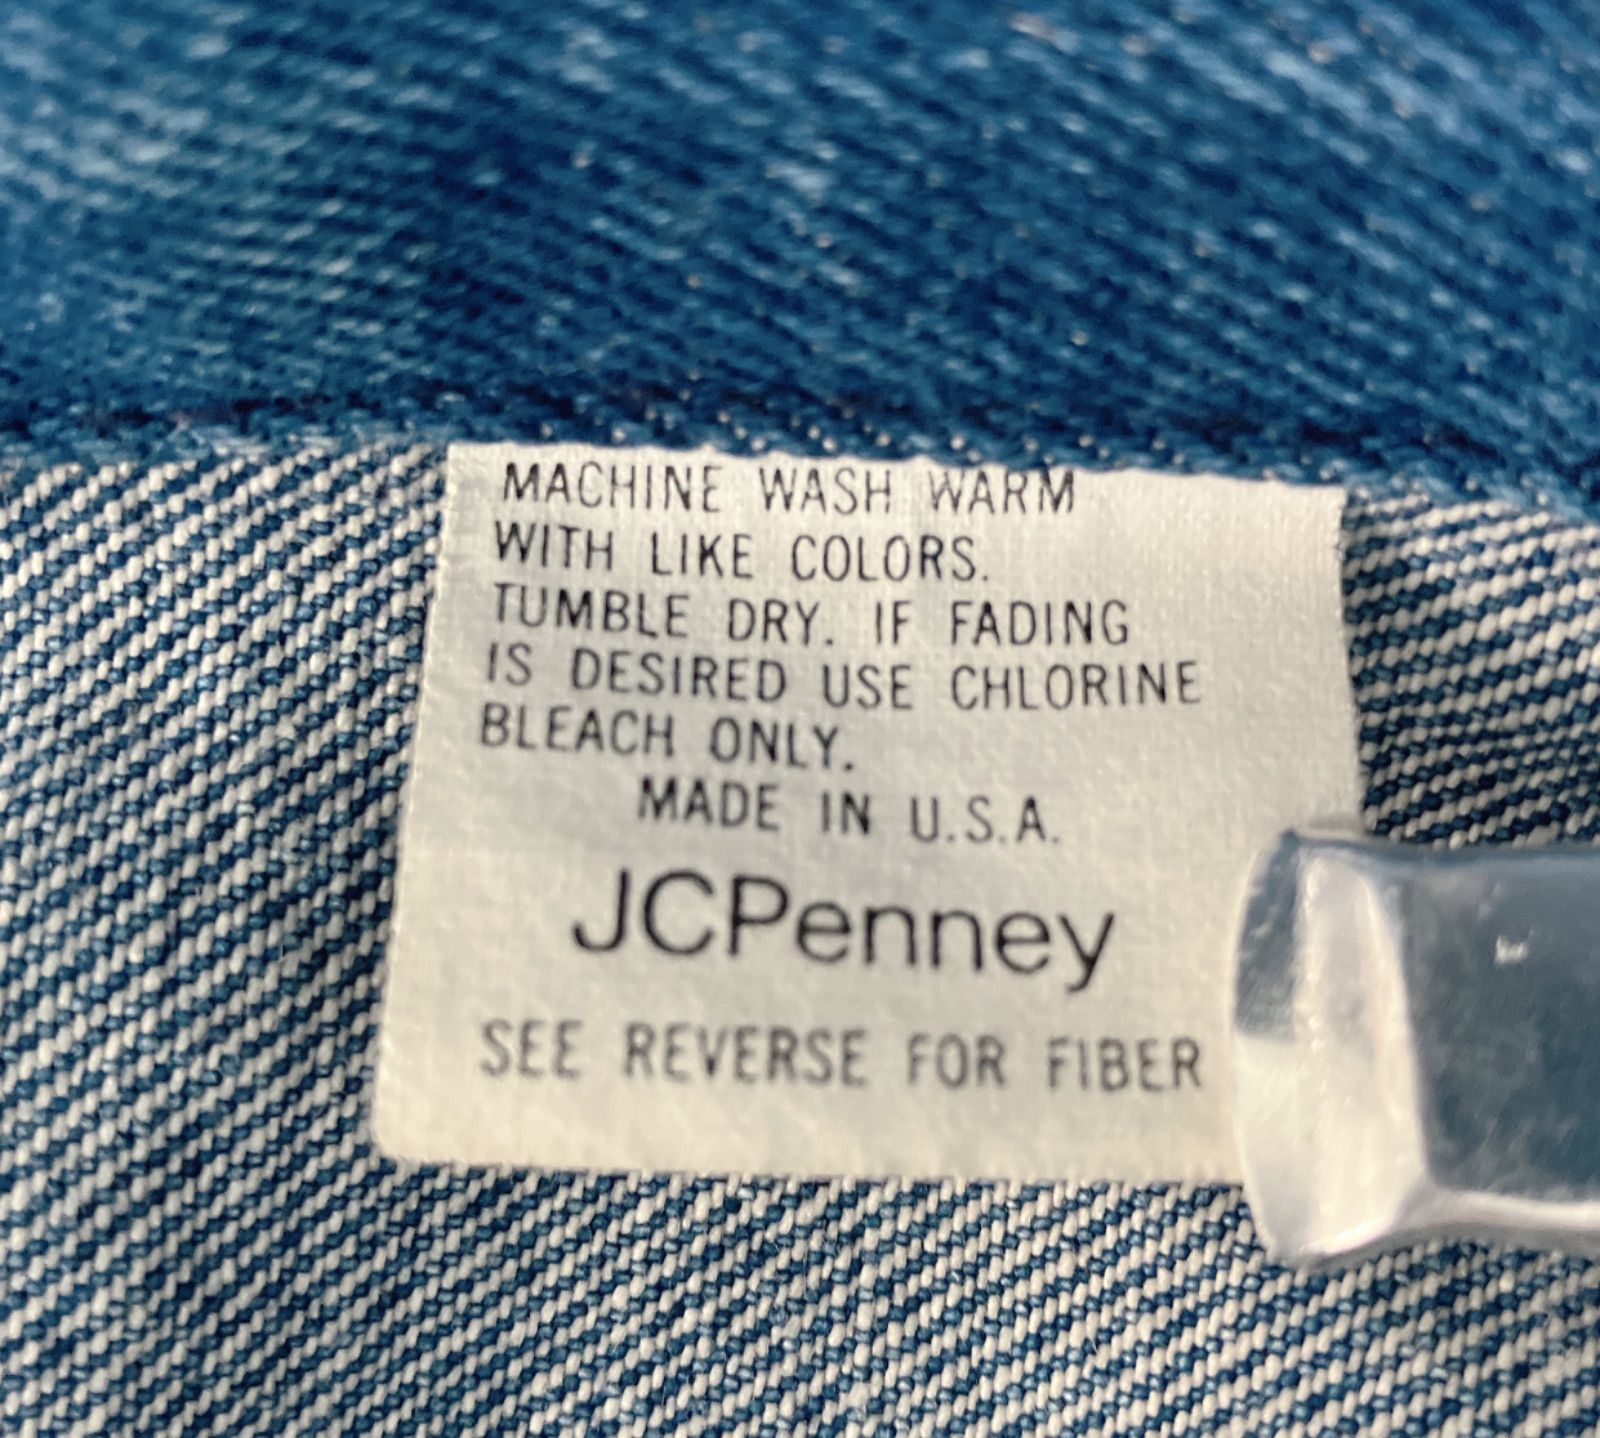 MACHINE WASH WARM
WITH LIKE COLORS.
TUMBLE DRY. IF FADING
IS DESIRED USE CHLORINE
BLEACH ONLY.
MADE IN U.S.A.
JCPenney
SEE REVERSE FOR FIBER